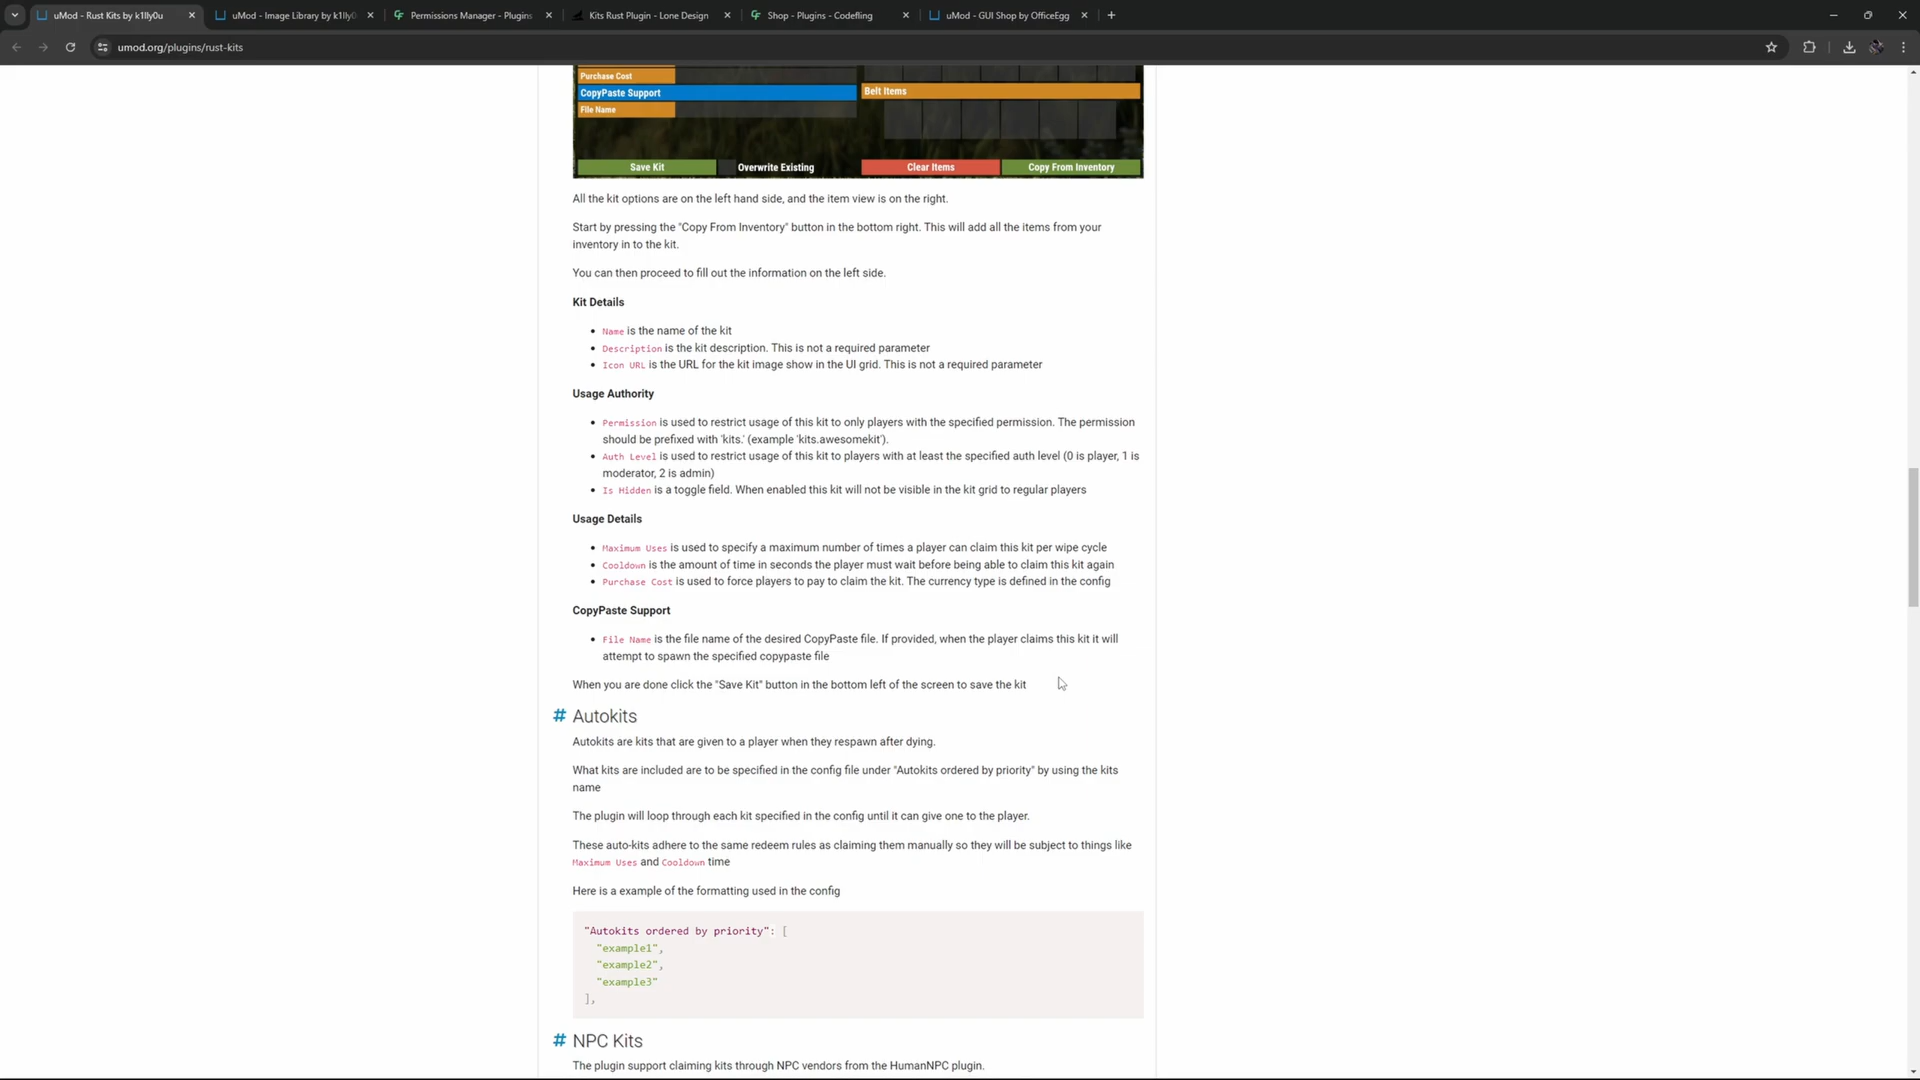 uMod - Rust Kits by k1lly0u
uMod - Image Library by k1lly0
Permissions Manager - Plugins
Kits Rust Plugin - Lone Design
Shop - Plugins - Codefling
uMod - GUI Shop by OfficeEgg
umod.org/plugins/rust-kits
Purchase Cost
CopyPaste Support
Belt Items
File Name
Save Kit
Overwrite Existing
Clear Items
Copy From Inventory
All the kit options are on the left hand side, and the item view is on the right.
Start by pressing the "Copy From Inventory" button in the bottom right. This will add all the items from your
inventory in to the kit.
You can then proceed to fill out the information on the left side.
Kit Details
• Name is the name of the kit
• Description is the kit description. This is not a required parameter
• Icon URL is the URL for the kit image show in the UI grid. This is not a required parameter
Usage Authority
• Permission is used to restrict usage of this kit to only players with the specified permission. The permission
should be prefixed with 'kits.' (example 'kits.awesomekit').
• Auth Level is used to restrict usage of this kit to players with at least the specified auth level (0 is player, 1 is
moderator, 2 is admin)
• Is Hidden is a toggle field. When enabled this kit will not be visible in the kit grid to regular players
Usage Details
• Maximum Uses is used to specify a maximum number of times a player can claim this kit per wipe cycle
• Cooldown is the amount of time in seconds the player must wait before being able to claim this kit again
• Purchase Cost is used to force players to pay to claim the kit. The currency type is defined in the config
CopyPaste Support
• File Name is the file name of the desired CopyPaste file. If provided, when the player claims this kit it will
attempt to spawn the specified copypaste file
When you are done click the "Save Kit" button in the bottom left of the screen to save the kit
# Autokits
Autokits are kits that are given to a player when they respawn after dying.
What kits are included are to be specified in the config file under "Autokits ordered by priority" by using the kits
name
The plugin will loop through each kit specified in the config until it can give one to the player.
These auto-kits adhere to the same redeem rules as claiming them manually so they will be subject to things like
Maximum Uses and Cooldown time
Here is a example of the formatting used in the config
"Autokits ordered by priority": [
"example1",
"example2",
"example3"
],
# NPC Kits
The plugin support claiming kits through NPC vendors from the HumanNPC plugin.